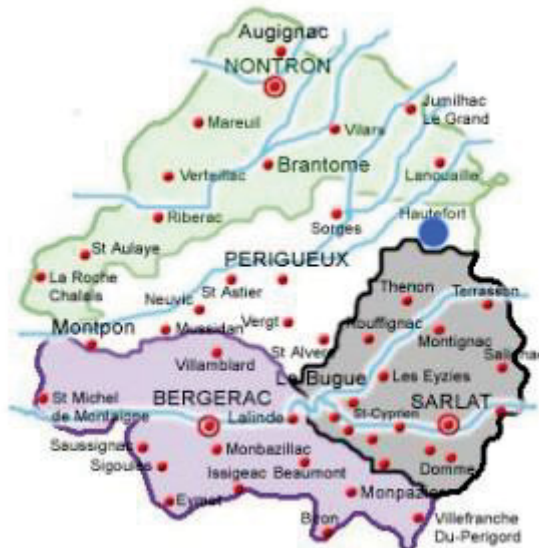 Augignac
NONTRON
Jumilhac
Le Grand
Mareuil
Vilars
Brantome
Verteillac
Lanouaille
Riberac
Sorges
Hautefort
St Aulaye
PERIGUEUX
La Roche
Chalais
St Astier
Thenon
Terrasson
Neuvic
Montpon
Mussidan
Vergt
Rouffignac
Montignac
St Alvere
Villamblard
Le Bugue
Les Eyzies
St Michel
de Montaigne
BERGERAC
Lalinde
St-Cyprien
SARLAT
Saussignac
Monbazillac
Sigoules
Issigeac
Beaumont
Domme
Eymet
Monpazier
Villefranche
Du-Perigord